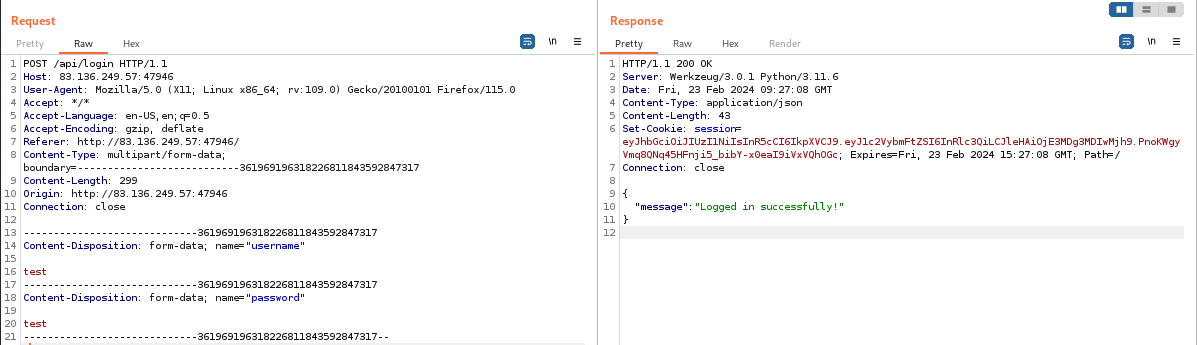 Request
Pretty Raw Hex
\n
1 POST /api/login HTTP/1.1
2 Host: 83.136.249.57:47946
3 User-Agent: Mozilla/5.0 (X11; Linux x86_64; rv:109.0) Gecko/20100101 Firefox/115.0
4 Accept: */*
5 Accept-Language: en-US,en;q=0.5
6 Accept-Encoding: gzip, deflate
7 Referer: http://83.136.249.57:47946/
8 Content-Type: multipart/form-data;
boundary=---------------------------361969196318226811843592847317
9 Content-Length: 299
10 Origin: http://83.136.249.57:47946
11 Connection: close
12
13 -----------------------------361969196318226811843592847317
14 Content-Disposition: form-data; name="username"
15
16 test
17 -----------------------------361969196318226811843592847317
18 Content-Disposition: form-data; name="password"
19
20 test
21 -----------------------------361969196318226811843592847317--
Response
Pretty Raw Hex Render
\n
1 HTTP/1.1 200 OK
2 Server: Werkzeug/3.0.1 Python/3.11.6
3 Date: Fri, 23 Feb 2024 09:27:08 GMT
4 Content-Type: application/json
5 Content-Length: 43
6 Set-Cookie: session=
eyJhbGciOiJIUzI1NiIsInR5cCI6IkpXVCJ9.eyJ1c2VybmFtZSI6InRlc3QiLCJleHAiOjE3MDg3MDIwMjh9.PnoKWgy
Vmq8QNq45HFnji5_bibY-x0eaI9iVxVQhOGc; Expires=Fri, 23 Feb 2024 15:27:08 GMT; Path=/
7 Connection: close
8
9 {
10 "message":"Logged in successfully!"
11 }
12